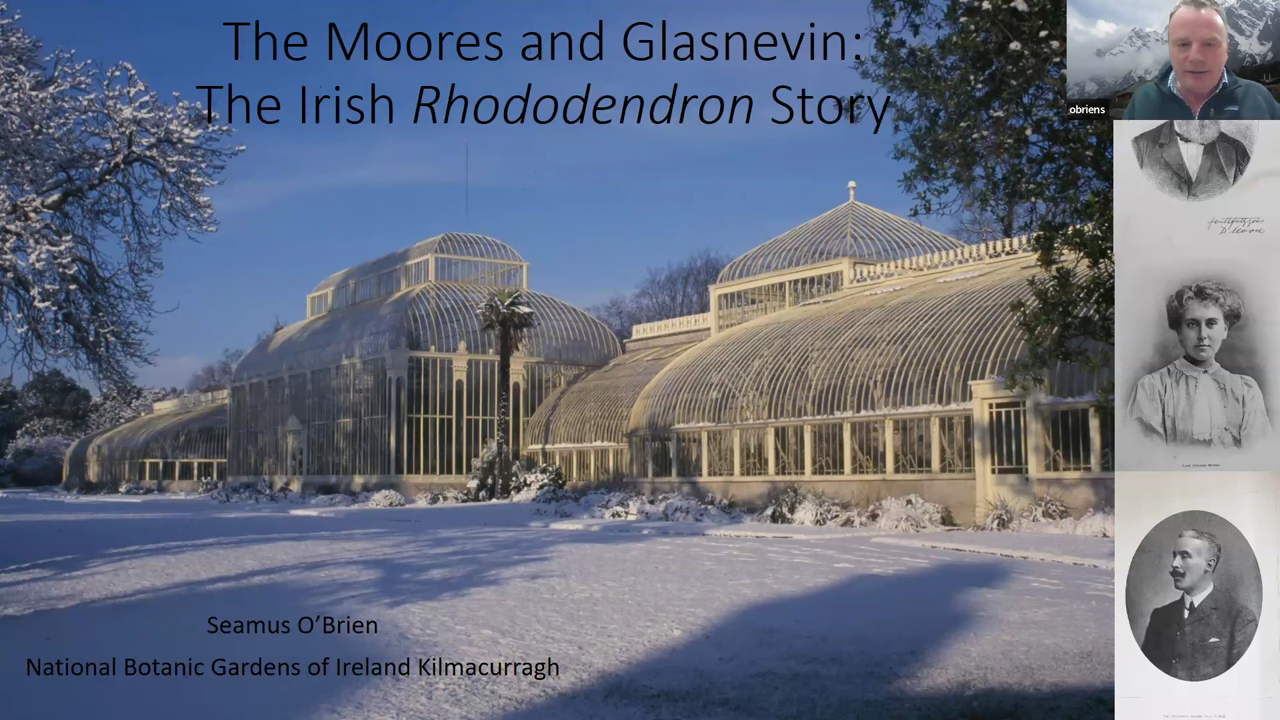 The Moores and Glasnevin:
The Irish Rhododendron Story
obriens
Seamus O'Brien
National Botanic Gardens of Ireland Kilmacurragh